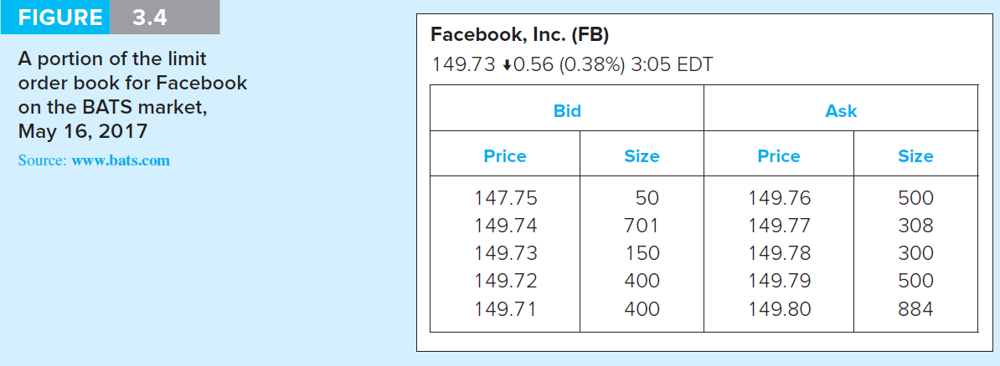 FIGURE 3.4
A portion of the limit
order book for Facebook
on the BATS market,
May 16, 2017
Source: www.bats.com
Facebook, Inc. (FB)
149.73 ⬇0.56 (0.38%) 3:05 EDT
Bid Ask
Price Size Price Size
147.75 50 149.76 500
149.74 701 149.77 308
149.73 150 149.78 300
149.72 400 149.79 500
149.71 400 149.80 884